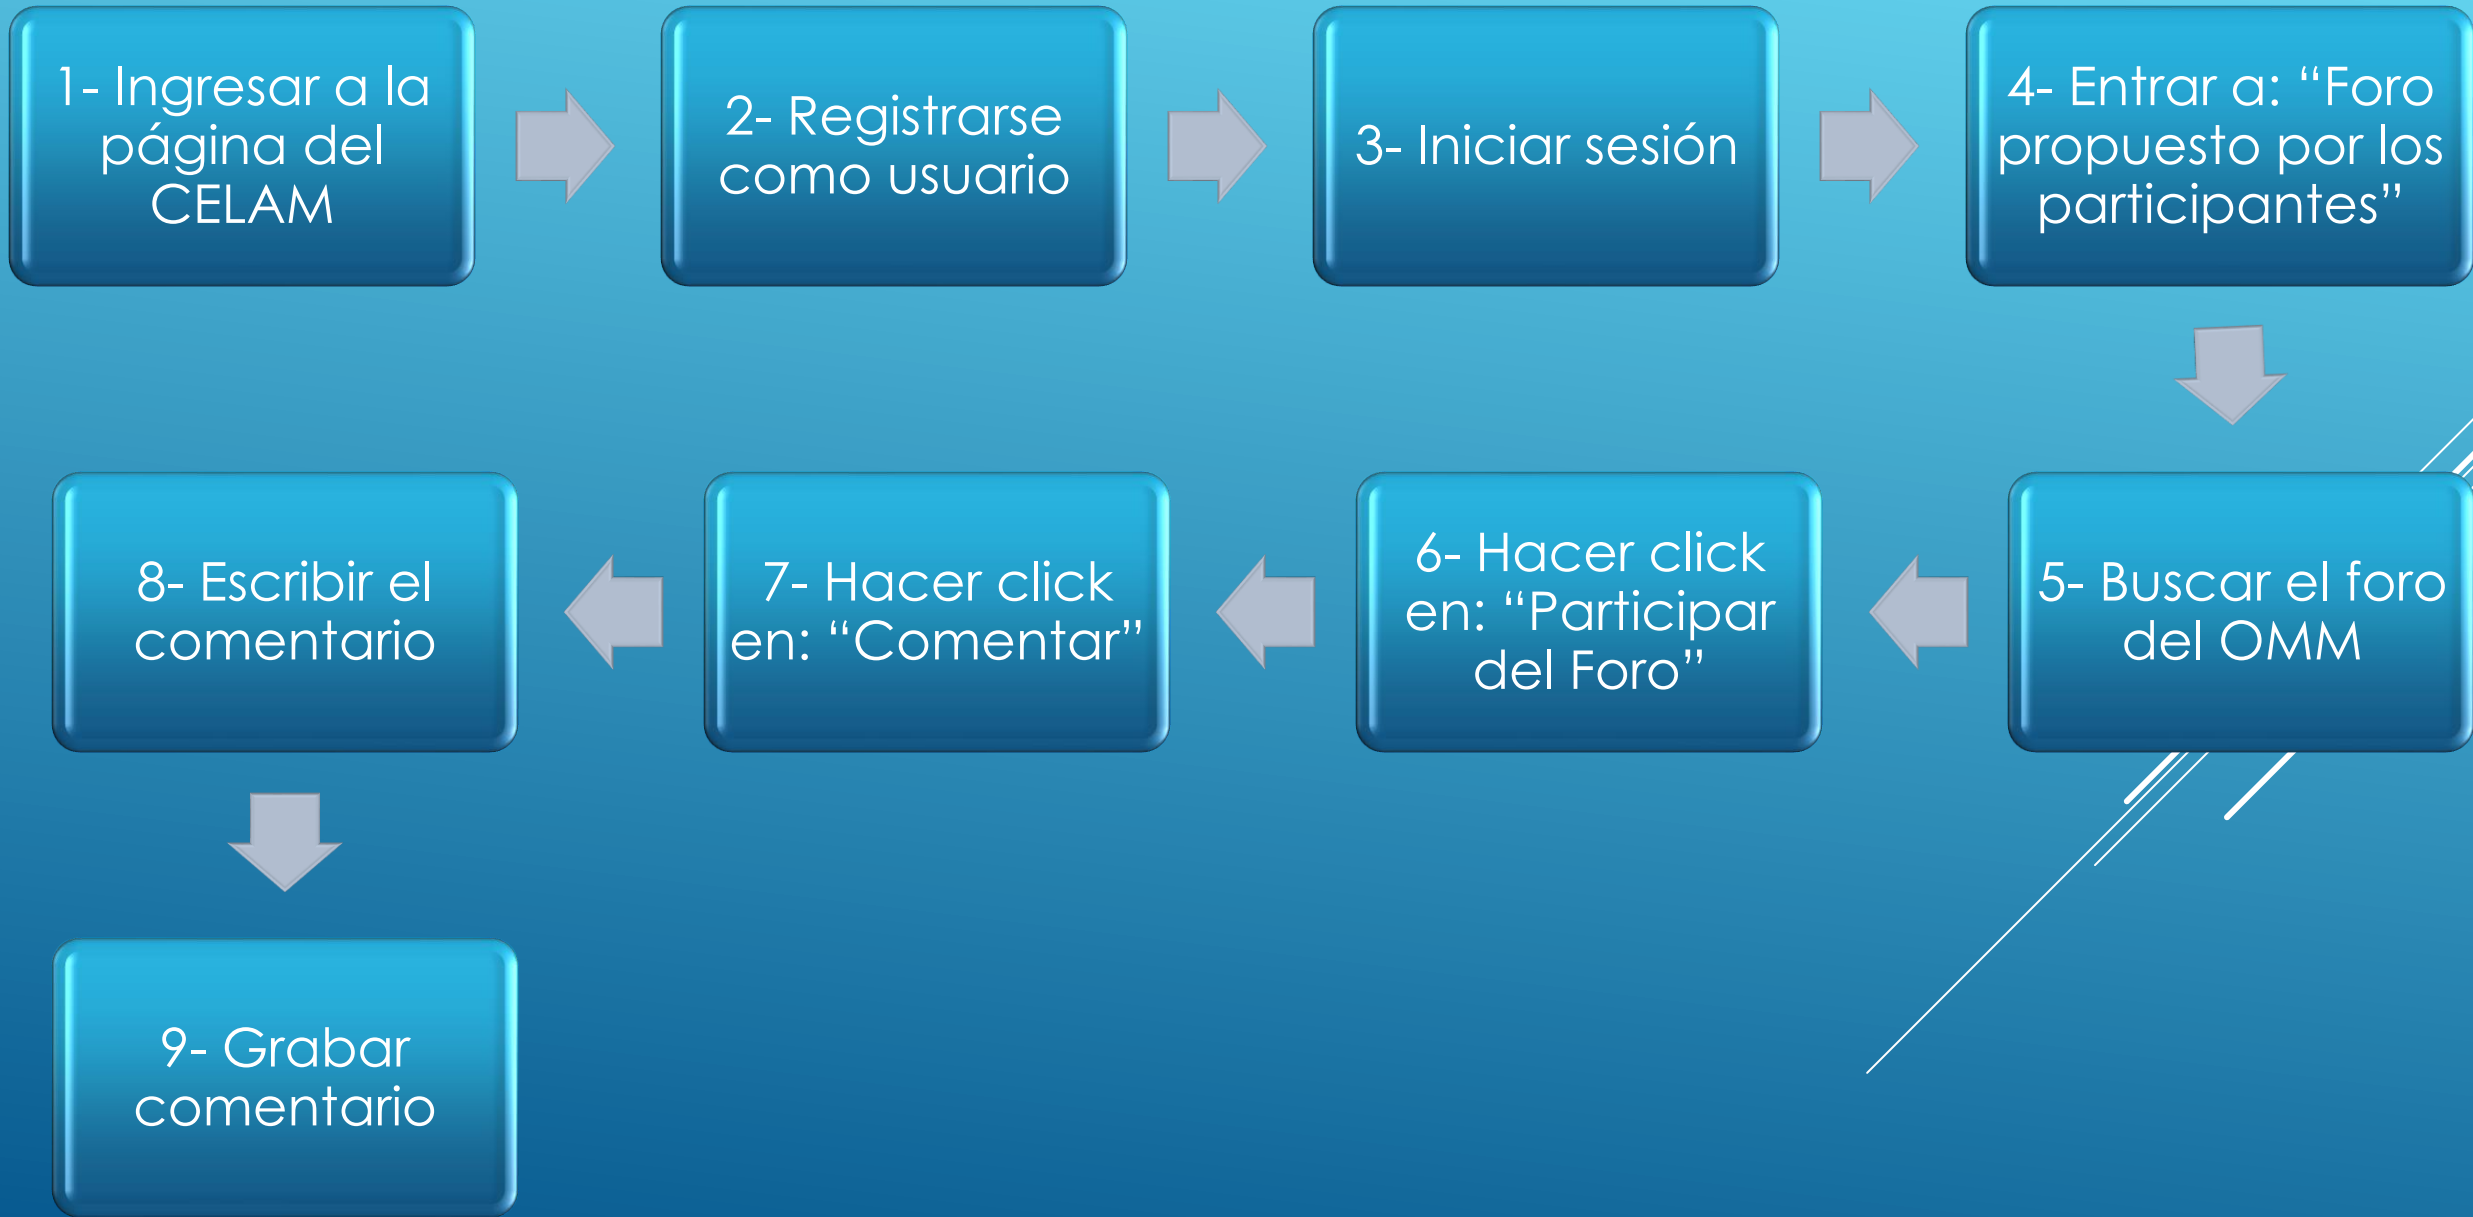 1- Ingresar a la
página del
CELAM
2- Registrarse
como usuario
3- Iniciar sesión
4- Entrar a: “Foro
propuesto por los
participantes”
5- Buscar el foro
del OMM
6- Hacer click
en: “Participar
del Foro”
7- Hacer click
en: “Comentar”
8- Escribir el
comentario
9- Grabar
comentario